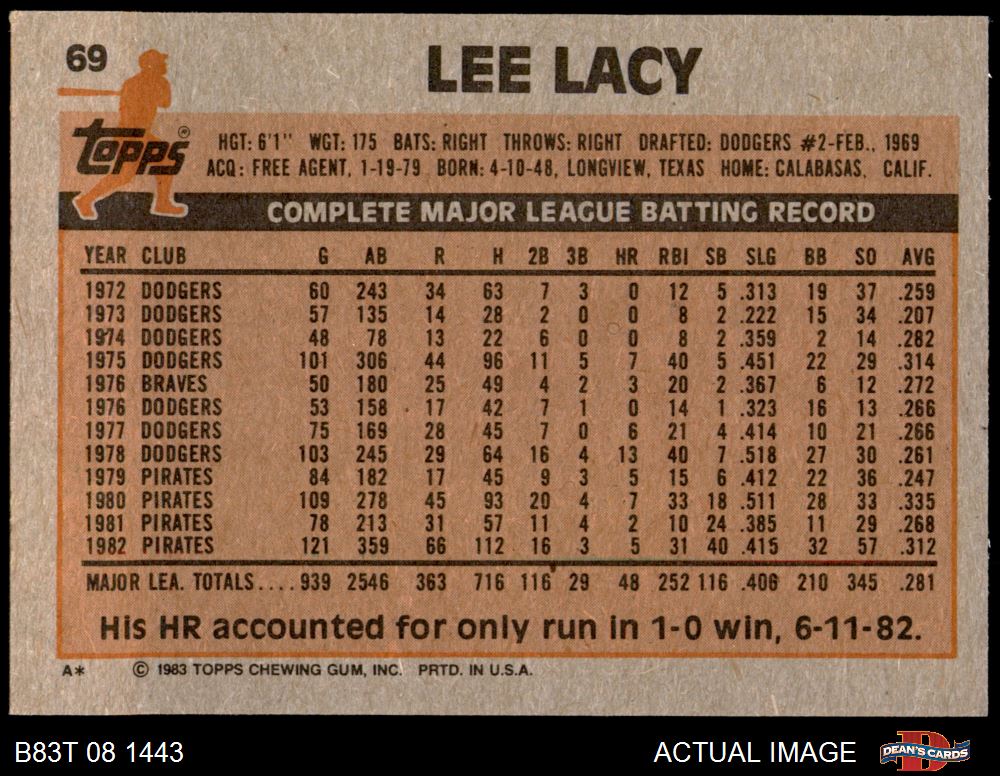 69
LEE LACY
Topps®
HGT: 6'1" WGT: 175 BATS: RIGHT THROWS: RIGHT DRAFTED: DODGERS #2-FEB., 1969
ACQ: FREE AGENT, 1-19-79 BORN: 4-10-48, LONGVIEW, TEXAS HOME: CALABASAS, CALIF.
COMPLETE MAJOR LEAGUE BATTING RECORD
YEAR CLUB G AB R H 2B 3B HR RBI SB SLG BB SO AVG
1972 DODGERS 60 243 34 63 7 3 0 12 5 .313 19 37 .259
1973 DODGERS 57 135 14 28 2 0 0 8 2 .222 15 34 .207
1974 DODGERS 48 78 13 22 6 0 0 8 2 .359 2 14 .282
1975 DODGERS 101 306 44 96 11 5 7 40 5 .451 22 29 .314
1976 BRAVES 50 180 25 49 4 2 3 20 2 .367 6 12 .272
1976 DODGERS 53 158 17 42 7 1 0 14 1 .323 16 13 .266
1977 DODGERS 75 169 28 45 7 0 6 21 4 .414 10 21 .266
1978 DODGERS 103 245 29 64 16 4 13 40 7 .518 27 30 .261
1979 PIRATES 84 182 17 45 9 3 5 15 6 .412 22 36 .247
1980 PIRATES 109 278 45 93 20 4 7 33 18 .511 28 33 .335
1981 PIRATES 78 213 31 57 11 4 2 10 24 .385 11 29 .268
1982 PIRATES 121 359 66 112 16 3 5 31 40 .415 32 57 .312
MAJOR LEA. TOTALS.... 939 2546 363 716 116 29 48 252 116 .406 210 345 .281
His HR accounted for only run in 1-0 win, 6-11-82.
A* © 1983 TOPPS CHEWING GUM, INC. PRTD. IN U.S.A.
B83T 08 1443 ACTUAL IMAGE DEAN'S CARDS